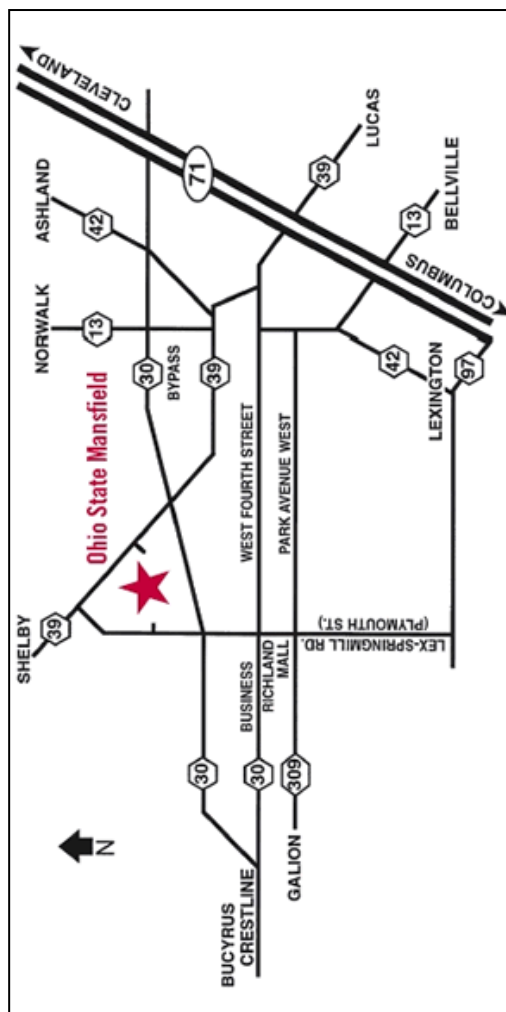 SHELBY
39
NORWALK
13
ASHLAND
42
CLEVELAND
N
Ohio State Mansfield
30
BYPASS
71
30
39
BUCYRUS
CRESTLINE
BUSINESS
30
WEST FOURTH STREET
RICHLAND
MALL
PARK AVENUE WEST
GALION
309
39
LUCAS
LEX-SPRINGMILL RD.
(PLYMOUTH ST.)
42
13
BELLVILLE
COLUMBUS
LEXINGTON
97